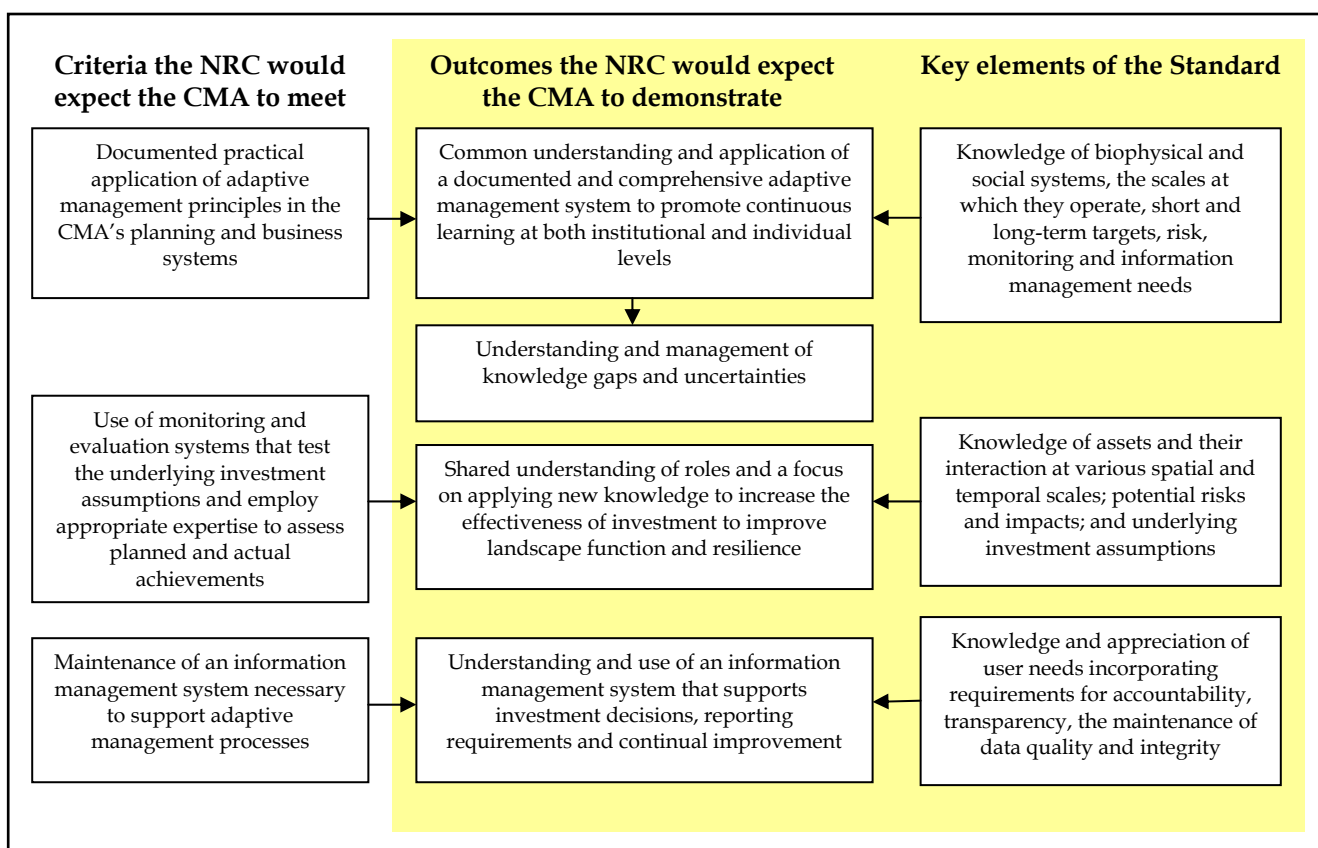 Criteria the NRC would
expect the CMA to meet
Outcomes the NRC would expect
the CMA to demonstrate
Key elements of the Standard
Documented practical
application of adaptive
management principles in the
CMA’s planning and business
systems
Common understanding and application of
a documented and comprehensive adaptive
management system to promote continuous
learning at both institutional and individual
levels
Knowledge of biophysical and
social systems, the scales at
which they operate, short and
long-term targets, risk,
monitoring and information
management needs
Understanding and management of
knowledge gaps and uncertainties
Use of monitoring and
evaluation systems that test
the underlying investment
assumptions and employ
appropriate expertise to assess
planned and actual
achievements
Shared understanding of roles and a focus
on applying new knowledge to increase the
effectiveness of investment to improve
landscape function and resilience
Knowledge of assets and their
interaction at various spatial and
temporal scales; potential risks
and impacts; and underlying
investment assumptions
Maintenance of an information
management system necessary
to support adaptive
management processes
Understanding and use of an information
management system that supports
investment decisions, reporting
requirements and continual improvement
Knowledge and appreciation of
user needs incorporating
requirements for accountability,
transparency, the maintenance of
data quality and integrity